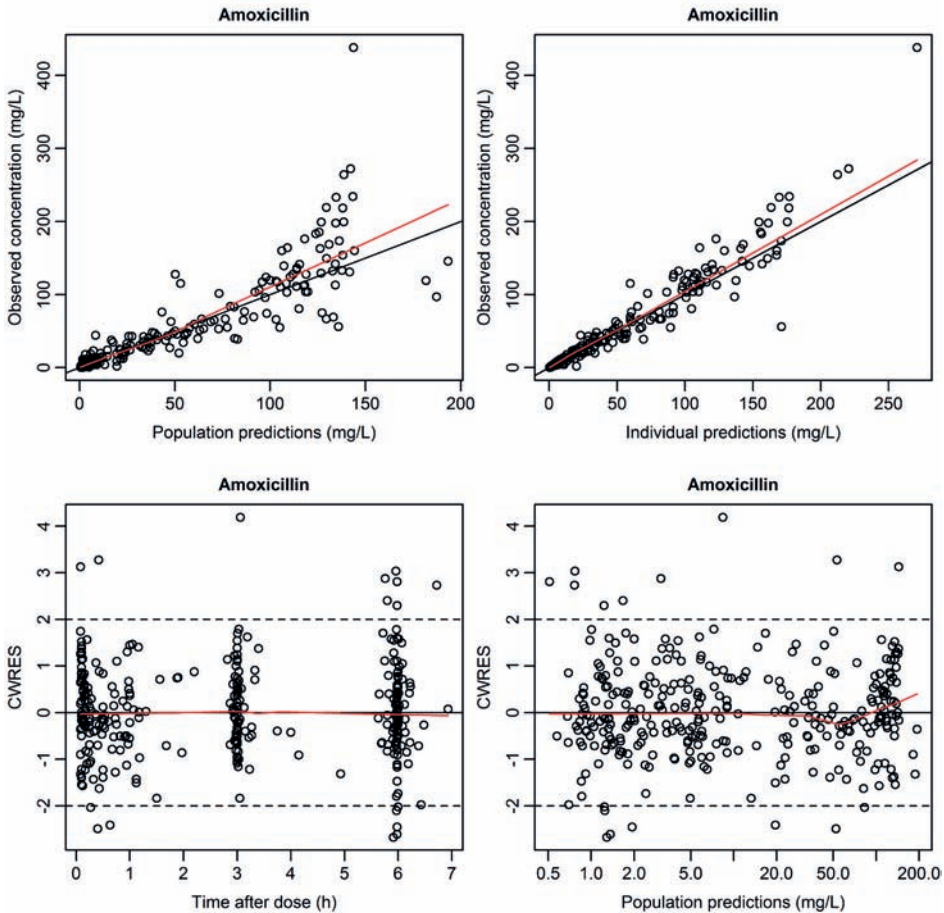 Amoxicillin
Observed concentration (mg/L)
400
300
200
100
0
0 50 100 150 200
Population predictions (mg/L)
Amoxicillin
Observed concentration (mg/L)
400
300
200
100
0
0 50 100 150 200 250
Individual predictions (mg/L)
Amoxicillin
CWRES
4
3
2
1
0
-1
-2
0 1 2 3 4 5 6 7
Time after dose (h)
Amoxicillin
CWRES
4
3
2
1
0
-1
-2
0.5 1.0 2.0 5.0 20.0 50.0 200.0
Population predictions (mg/L)